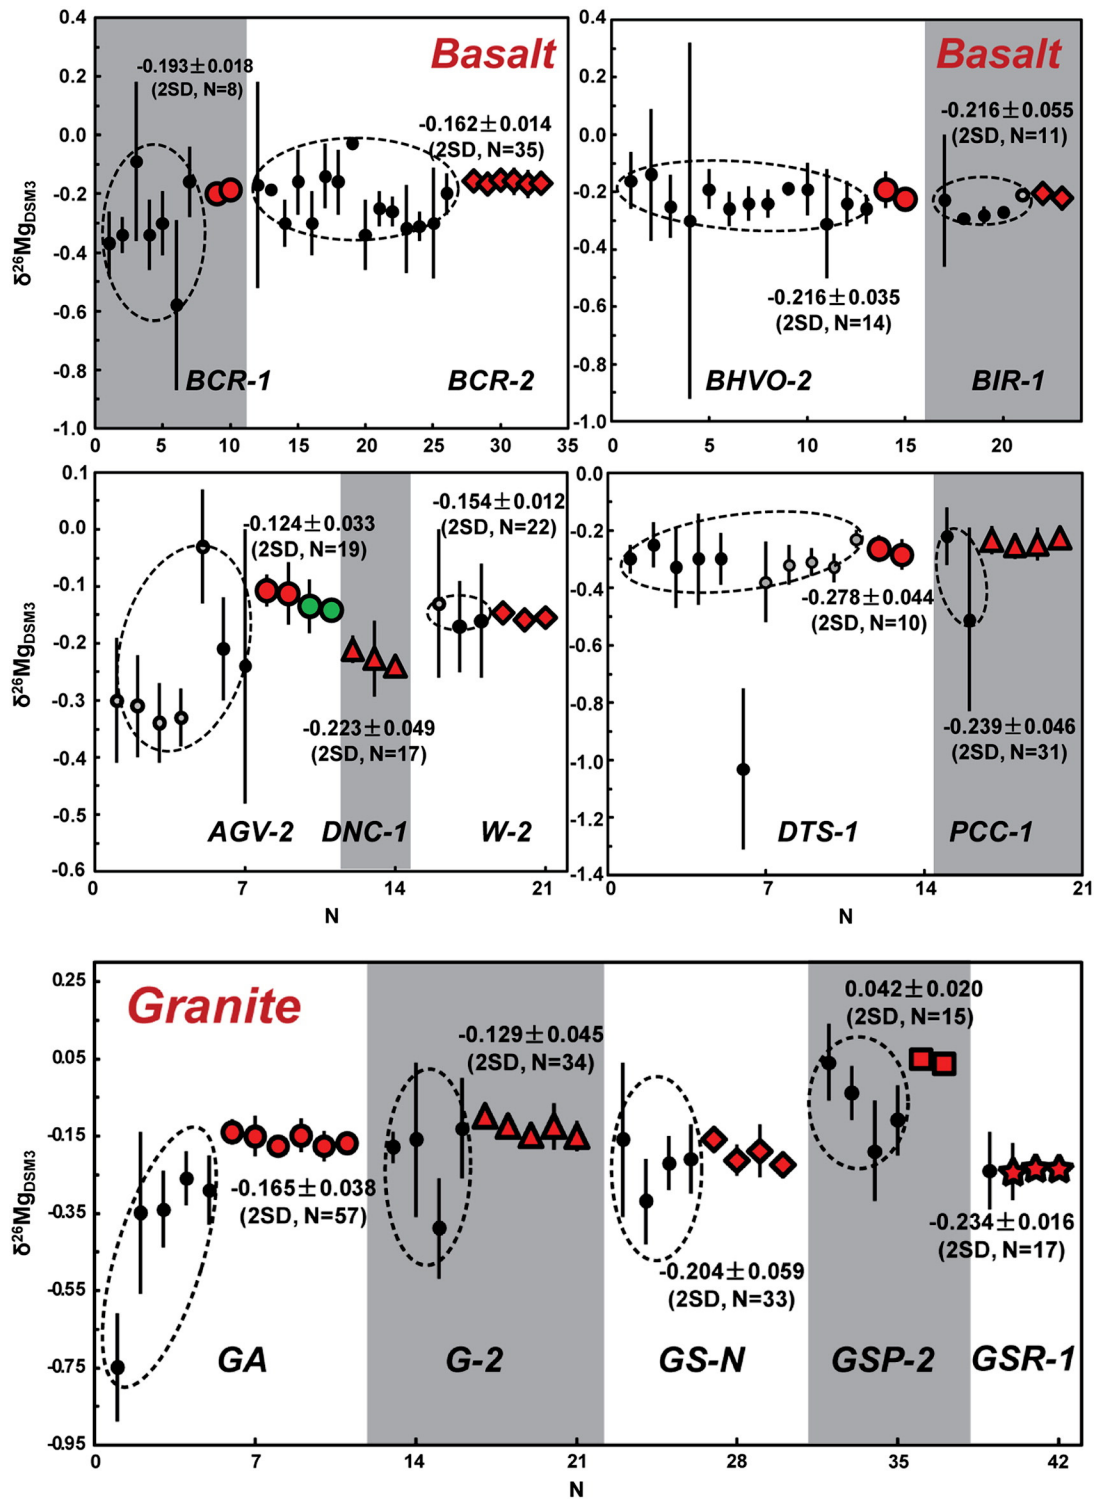 Basalt
-0.193±0.018
(2SD, N=8)
-0.162±0.014
(2SD, N=35)
δ26MgDSM3
0.4
0.2
0.0
-0.2
-0.4
-0.6
-0.8
-1.0
BCR-1
BCR-2
0 5 10 15 20 25 30 35
Basalt
-0.216±0.055
(2SD, N=11)
-0.216±0.035
(2SD, N=14)
0.4
0.2
0.0
-0.2
-0.4
-0.6
-0.8
-1.0
BHVO-2
BIR-1
0 5 10 15 20
δ26MgDSM3
0.1
0.0
-0.1
-0.2
-0.3
-0.4
-0.5
-0.6
-0.124±0.033
(2SD, N=19)
-0.154±0.012
(2SD, N=22)
-0.223±0.049
(2SD, N=17)
AGV-2
DNC-1
W-2
0 7 14 21
N
0.0
-0.2
-0.4
-0.6
-0.8
-1.0
-1.2
-1.4
-0.278±0.044
(2SD, N=10)
-0.239±0.046
(2SD, N=31)
DTS-1
PCC-1
0 7 14 21
N
Granite
δ26MgDSM3
0.25
0.05
-0.15
-0.35
-0.55
-0.75
-0.95
0.042±0.020
(2SD, N=15)
-0.129±0.045
(2SD, N=34)
-0.165±0.038
(2SD, N=57)
-0.234±0.016
(2SD, N=17)
-0.204±0.059
(2SD, N=33)
GA
G-2
GS-N
GSP-2
GSR-1
0 7 14 21 28 35 42
N